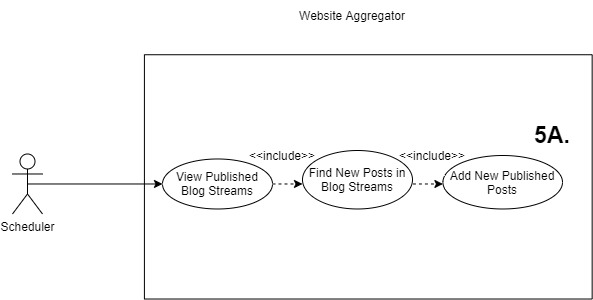 Website Aggregator
5A.
<<include>>
<<include>>
View Published
Blog Streams
Find New Posts in
Blog Streams
Add New Published
Posts
Scheduler